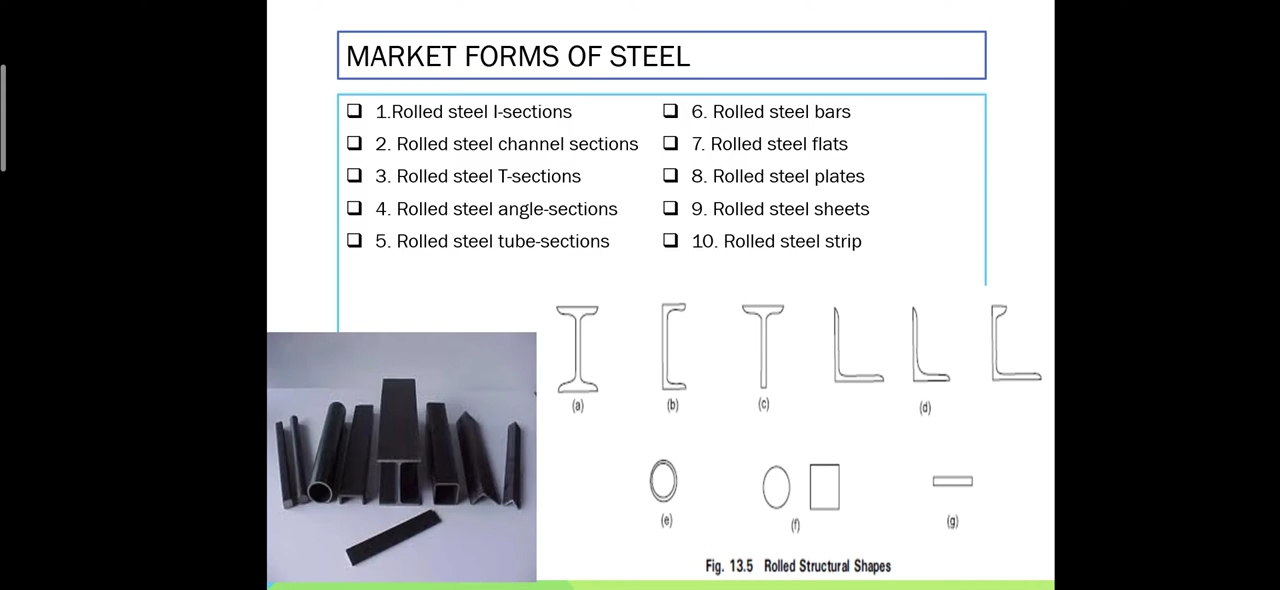 MARKET FORMS OF STEEL
❑ 1.Rolled steel I-sections
❑ 2. Rolled steel channel sections
❑ 3. Rolled steel T-sections
❑ 4. Rolled steel angle-sections
❑ 5. Rolled steel tube-sections
❑ 6. Rolled steel bars
❑ 7. Rolled steel flats
❑ 8. Rolled steel plates
❑ 9. Rolled steel sheets
❑ 10. Rolled steel strip
(a) (b) (c) (d)
(e) (f) (g)
Fig. 13.5 Rolled Structural Shapes